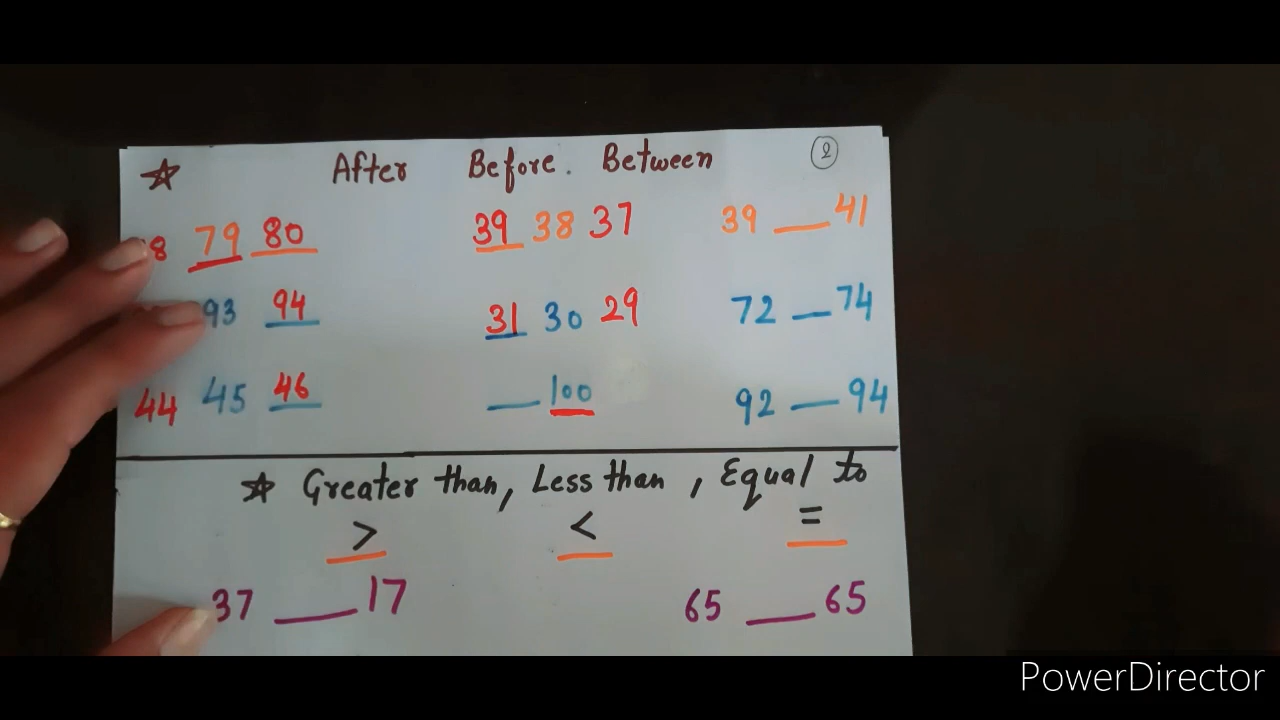 ☆ After Before. Between ②
8 79 80 39 38 37 39 __ 41
93 94 31 30 29 72 __ 74
44 45 46 __ 100 92 __ 94
☆ Greater than, Less than, Equal to
> < =
37 __ 17 65 __ 65
PowerDirector